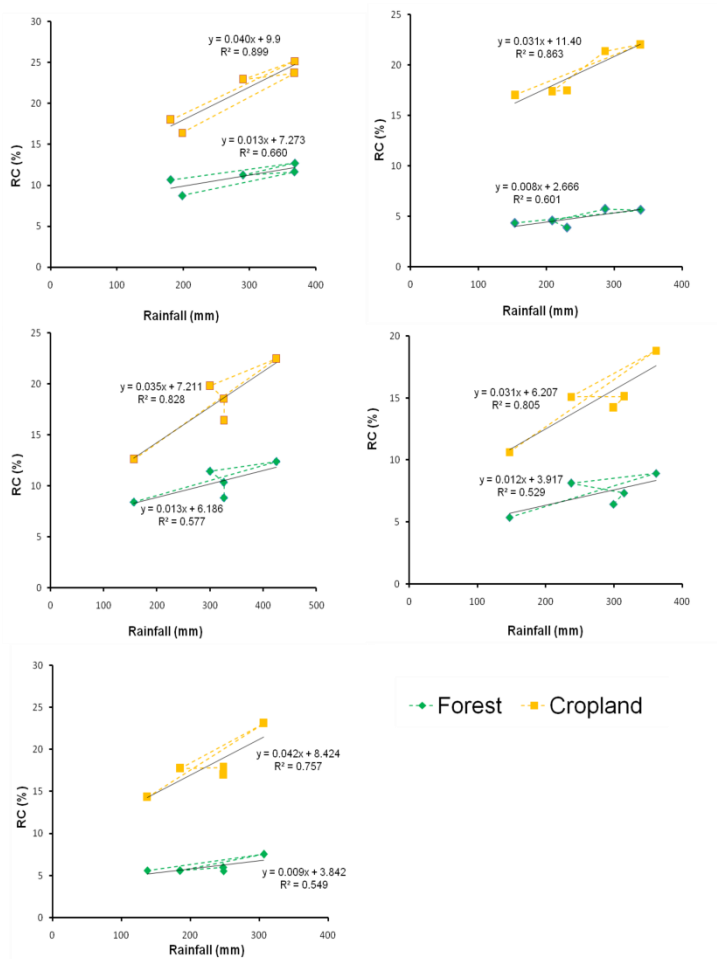 30
25
20
15
10
5
0
RC (%)
y = 0.040x + 9.9
R² = 0.899
y = 0.013x + 7.273
R² = 0.660
0 100 200 300 400
Rainfall (mm)
25
20
15
10
5
0
RC (%)
y = 0.031x + 11.40
R² = 0.863
y = 0.008x + 2.666
R² = 0.601
0 100 200 300 400
Rainfall (mm)
25
20
15
10
5
0
RC (%)
y = 0.035x + 7.211
R² = 0.828
y = 0.013x + 6.186
R² = 0.577
0 100 200 300 400 500
Rainfall (mm)
20
15
10
5
0
RC (%)
y = 0.031x + 6.207
R² = 0.805
y = 0.012x + 3.917
R² = 0.529
0 100 200 300 400
Rainfall (mm)
30
25
20
15
10
5
0
RC (%)
y = 0.042x + 8.424
R² = 0.757
y = 0.009x + 3.842
R² = 0.549
0 100 200 300 400
Rainfall (mm)
Forest Cropland